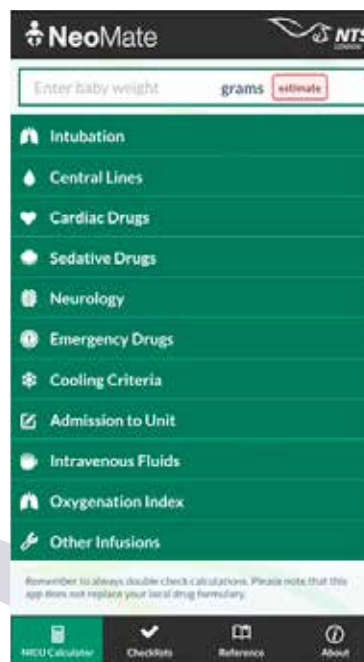 NeoMate
NTS
LONDON
Enter baby weight grams estimate
Intubation
Central Lines
Cardiac Drugs
Sedative Drugs
Neurology
Emergency Drugs
Cooling Criteria
Admission to Unit
Intravenous Fluids
Oxygenation Index
Other Infusions
Remember to always double check calculations. Please note that this
app does not replace your local drug formulary.
NICU Calculator Checklists Reference About